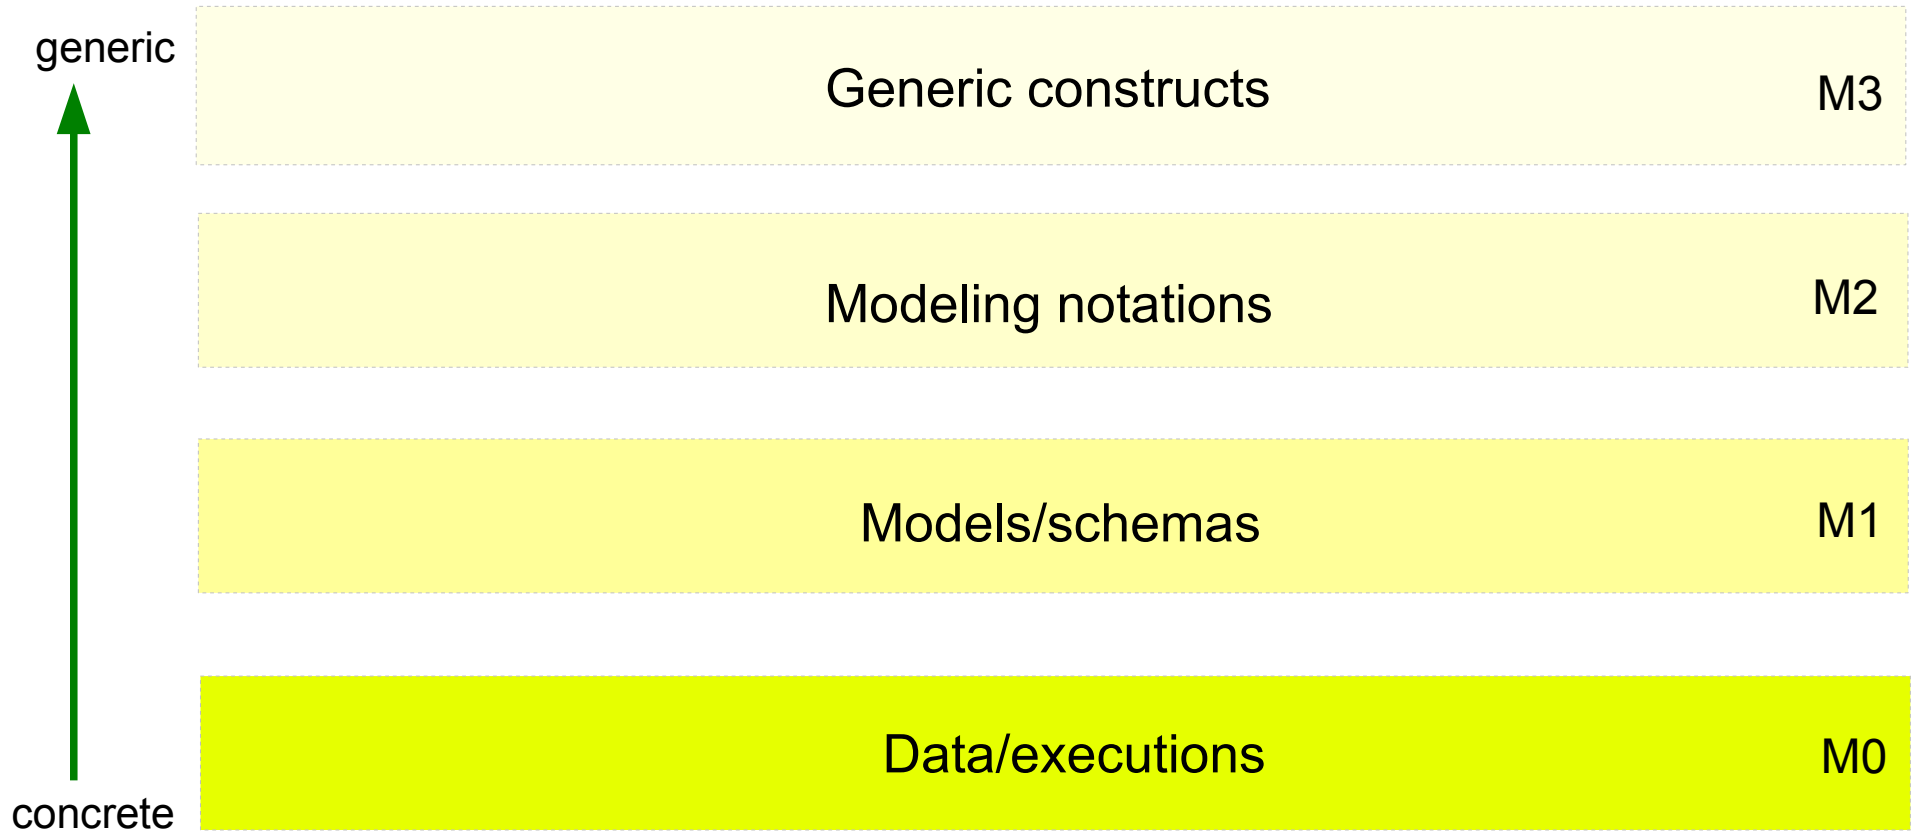 generic
Generic constructs
M3
Modeling notations
M2
Models/schemas
M1
Data/executions
M0
concrete